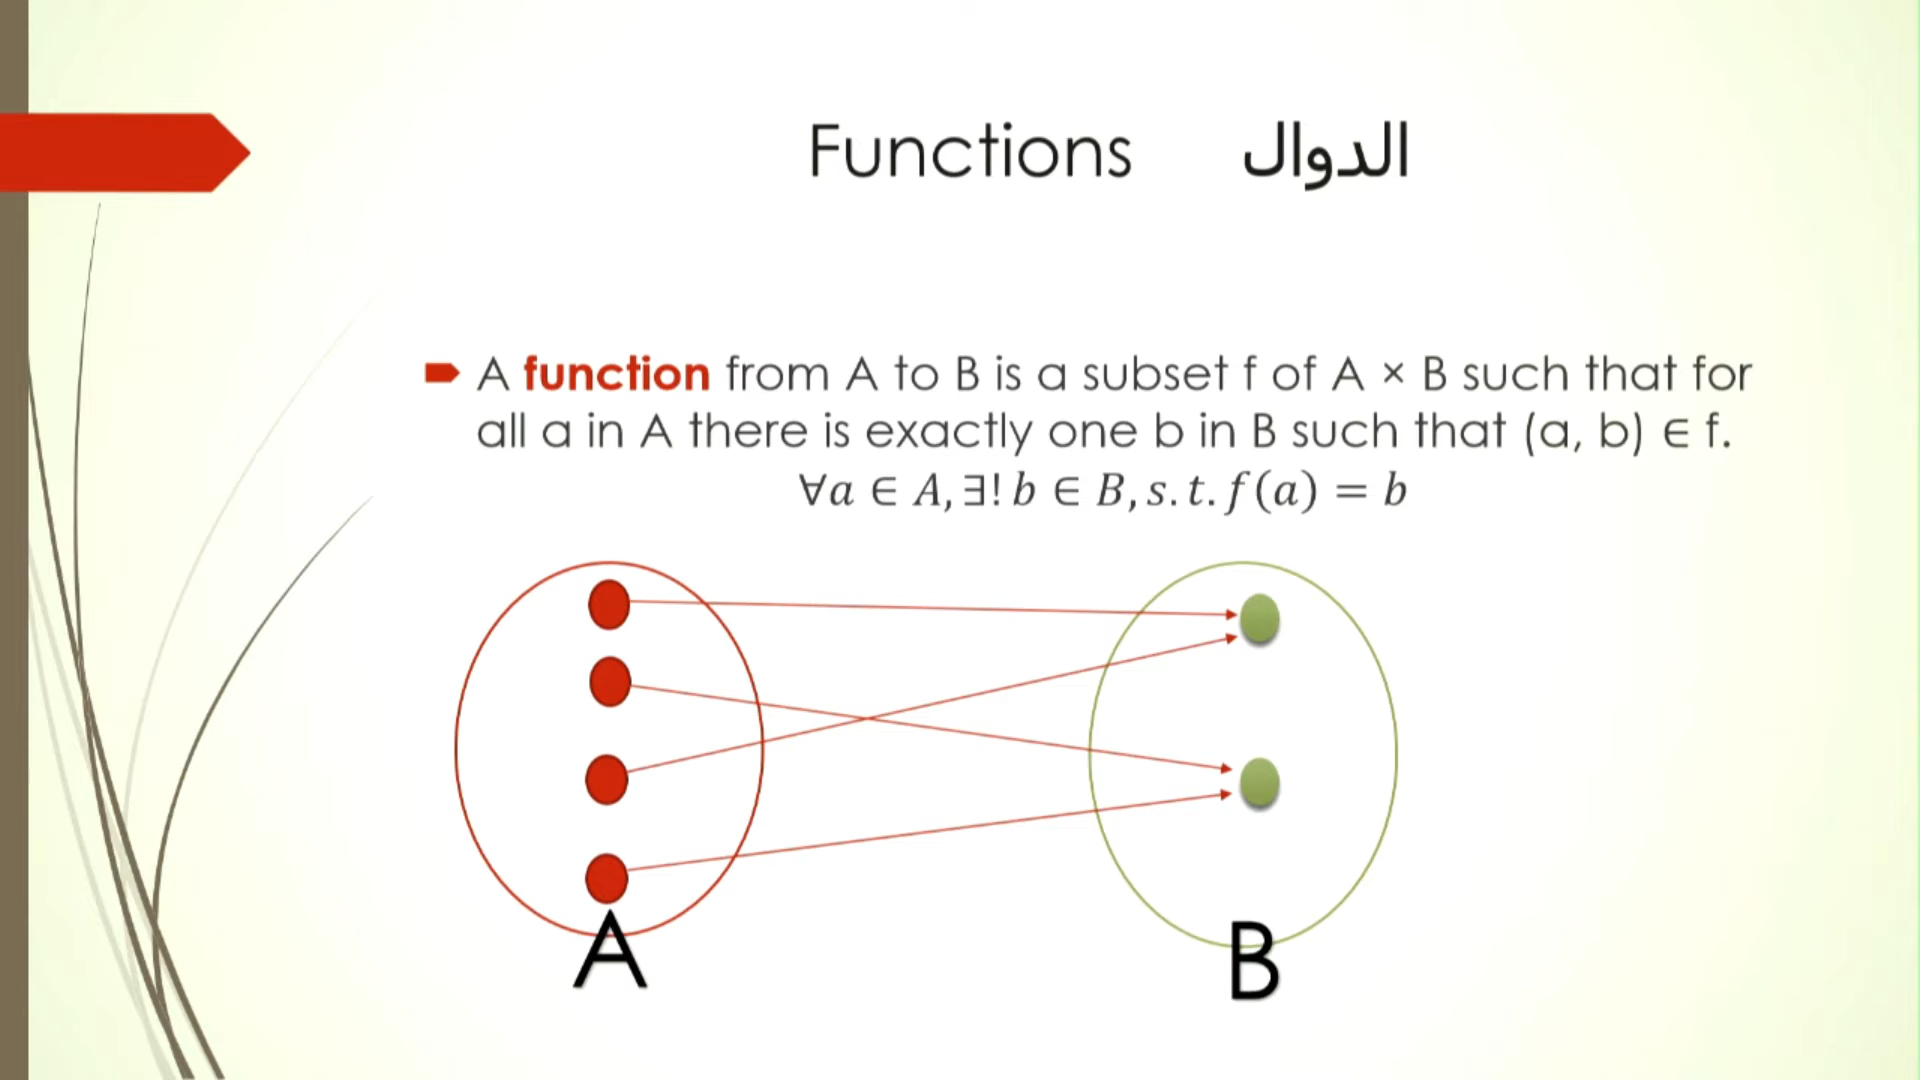 Functions الدوال
A function from A to B is a subset f of A × B such that for
all a in A there is exactly one b in B such that (a, b) ∈ f.
∀a ∈ A, ∃! b ∈ B, s. t. f(a) = b
A
B